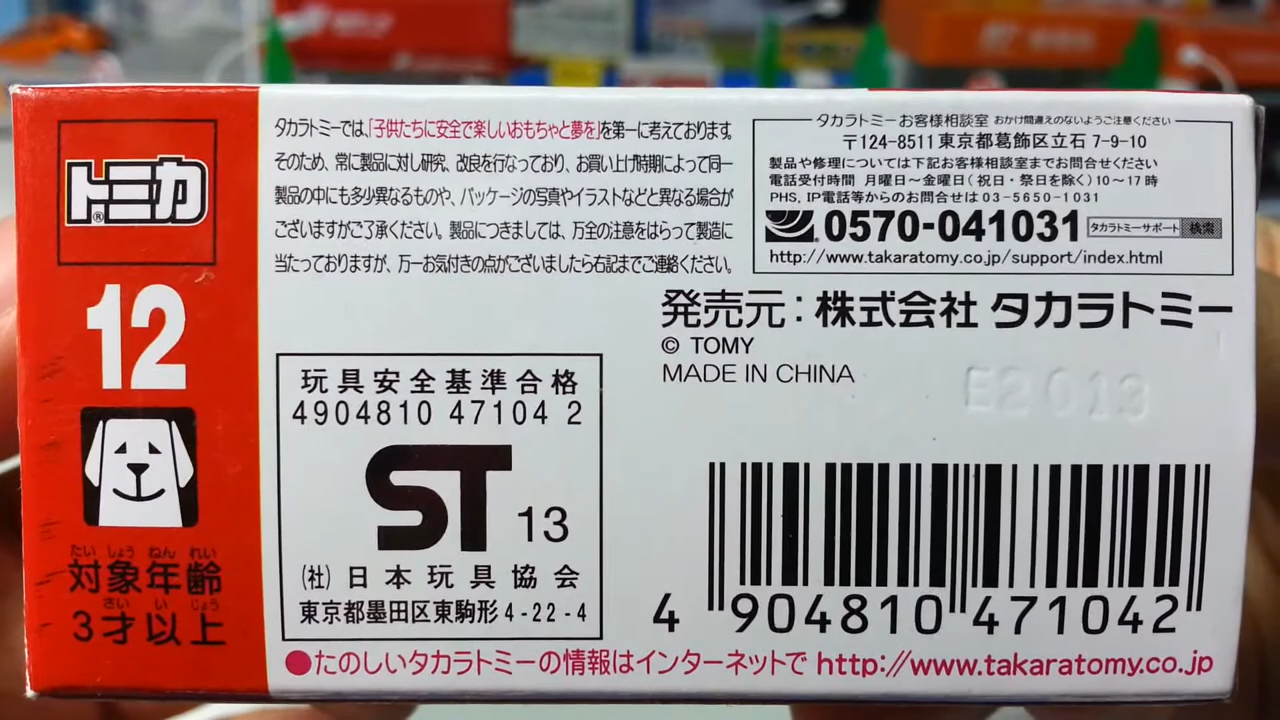 トミカ
®
12
たいしょうねんれい
対象年齢
さい い じょう
3才以上
タカラトミーでは、「子供たちに安全で楽しいおもちゃと夢を」を第一に考えております。
そのため、常に製品に対し研究、改良を行なっており、お買い上げ時期によって同一
製品の中にも多少異なるものや、パッケージの写真やイラストなどと異なる場合が
ございますがご了承ください。製品につきましては、万全の注意をはらって製造に
当たっておりますが、万一お気付きの点がございましたら右記までご連絡ください。
タカラトミーお客様相談室 おかけ間違えのないようご注意ください
〒124-8511 東京都葛飾区立石 7-9-10
製品や修理については下記お客様相談室までお問合せください
電話受付時間 月曜日〜金曜日(祝日・祭日を除く)10〜17時
PHS、IP電話等からのお問合せは 03-5650-1031
0570-041031 タカラトミーサポート 検索
http://www.takaratomy.co.jp/support/index.html
発売元:株式会社 タカラトミー
© TOMY
MADE IN CHINA
E2013
玩具安全基準合格
4904810 47104 2
ST 13
(社)日本玩具協会
東京都墨田区東駒形 4-22-4
4 904810 471042
●たのしいタカラトミーの情報はインターネットで http://www.takaratomy.co.jp